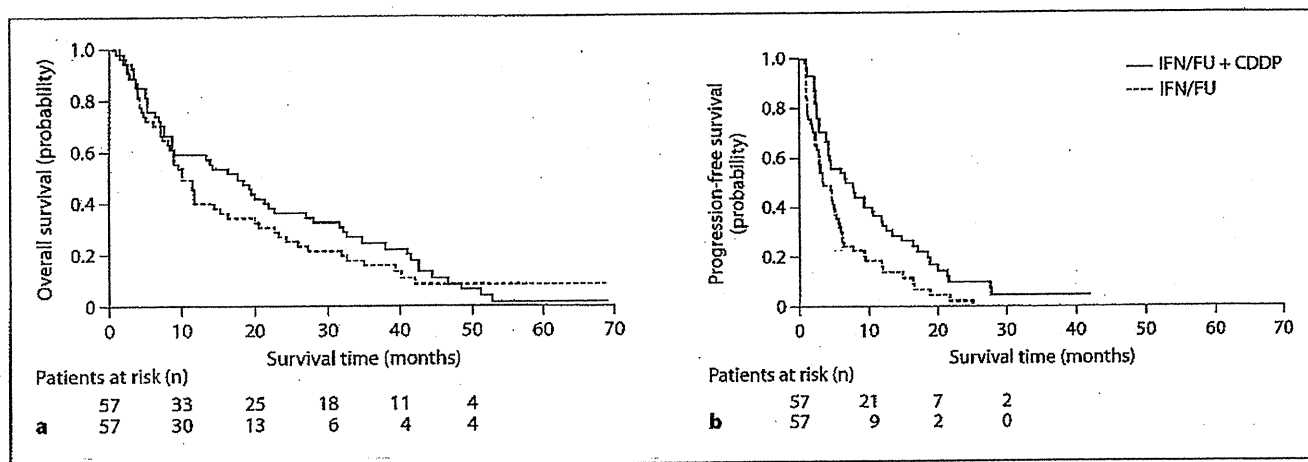 1.0
0.8
0.6
0.4
0.2
0
Overall survival (probability)
0 10 20 30 40 50 60 70
Survival time (months)
Patients at risk (n)
57 33 25 18 11 4
57 30 13 6 4 4
a
1.0
0.8
0.6
0.4
0.2
0
Progression-free survival
(probability)
IFN/FU + CDDP
IFN/FU
0 10 20 30 40 50 60 70
Survival time (months)
Patients at risk (n)
57 21 7 2
57 9 2 0
b